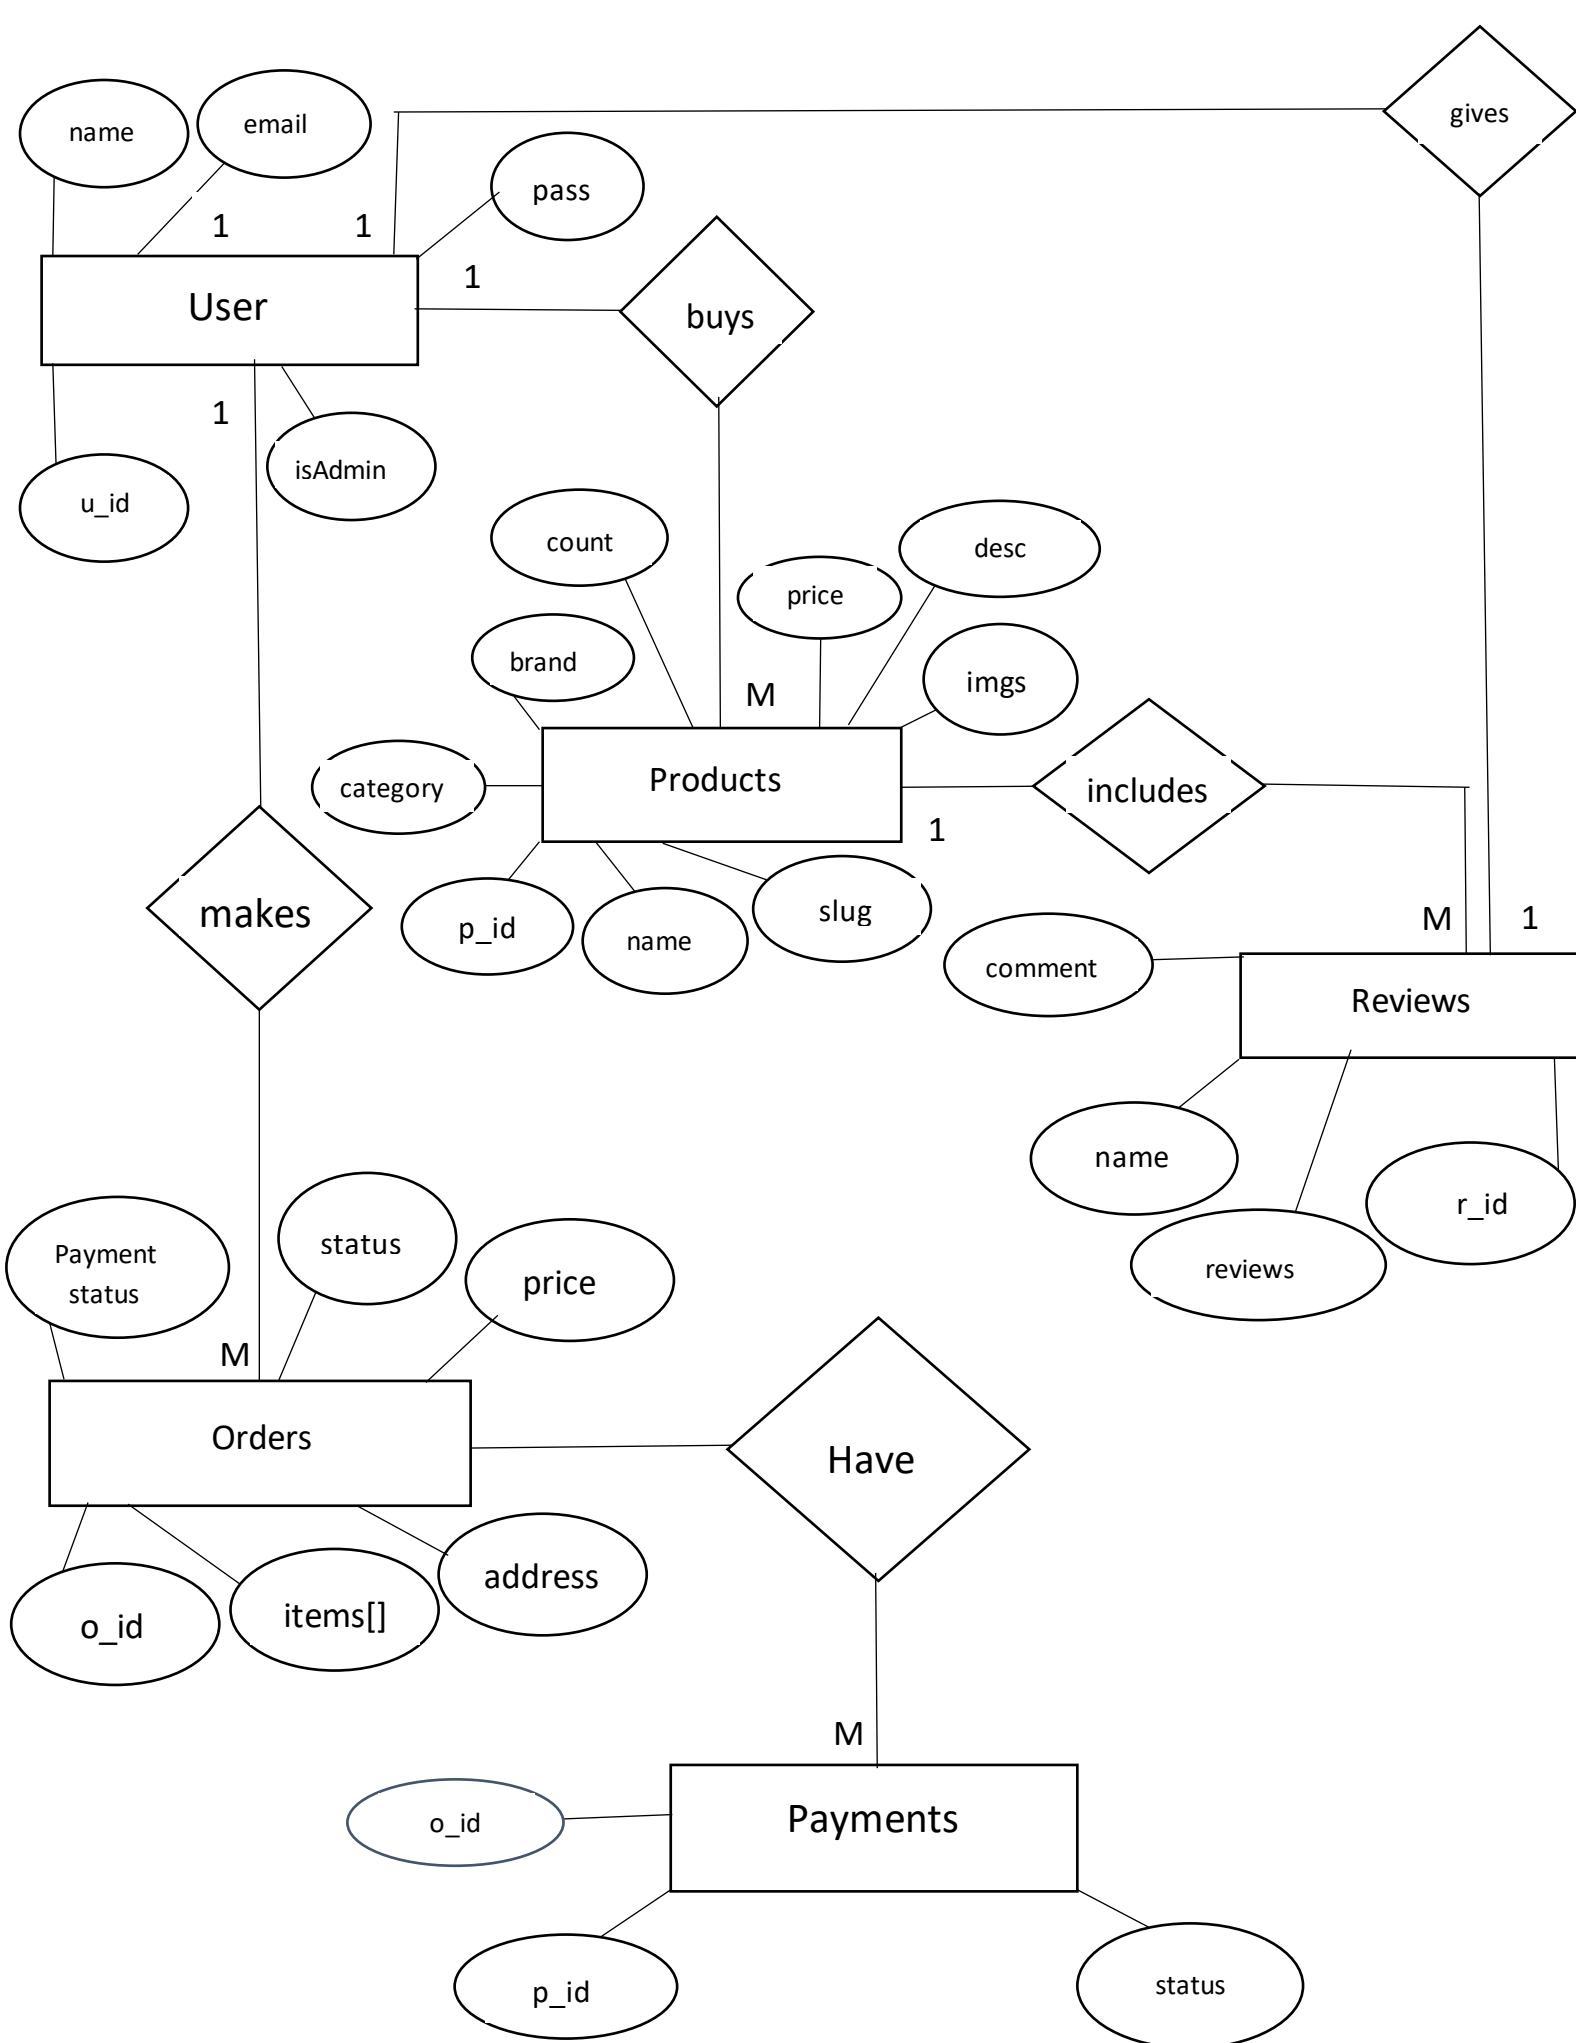 gives
email
name
pass
1
1
1
User
buys
1
isAdmin
u_id
count
desc
price
brand
imgs
M
Products
category
includes
1
makes
slug
p_id
name
M
1
comment
Reviews
name
r_id
reviews
status
Payment
status
price
M
Orders
Have
address
items[]
o_id
M
Payments
o_id
p_id
status